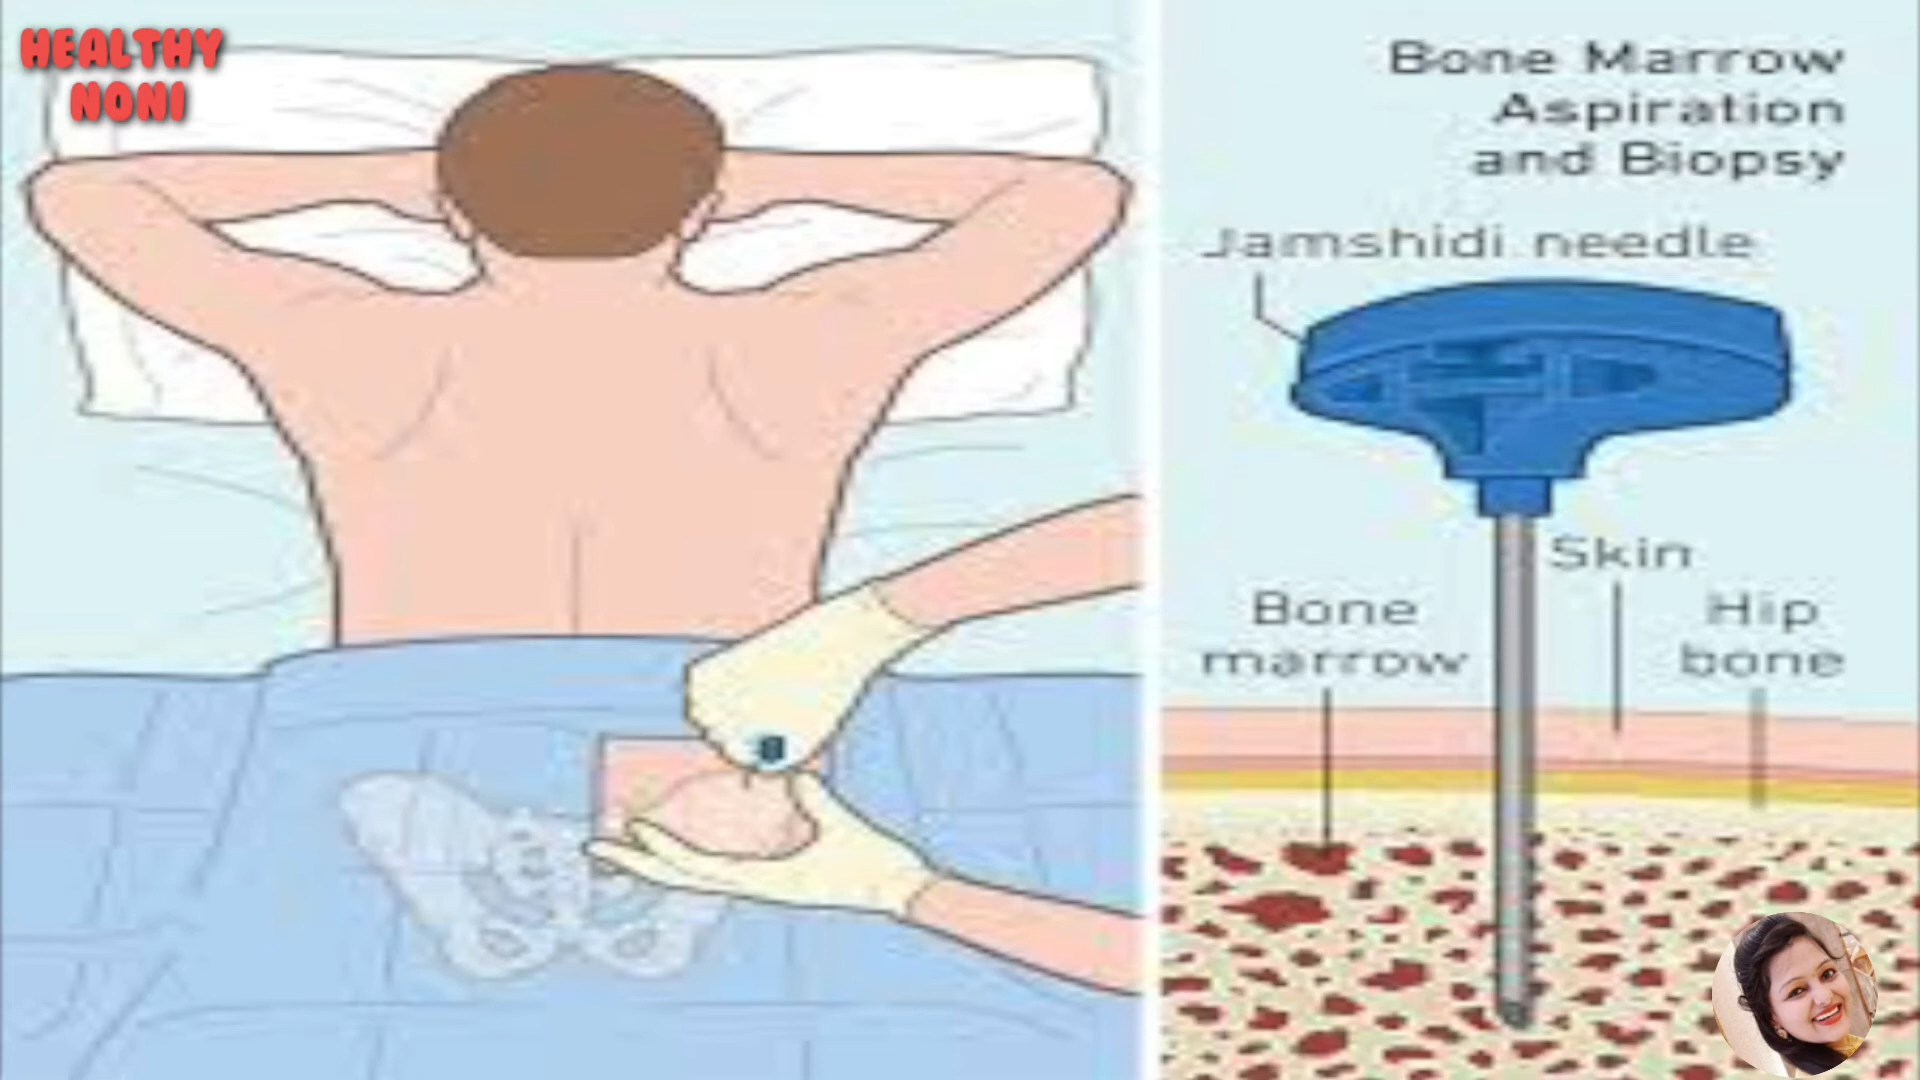 HEALTHY
NONI
Bone Marrow
Aspiration
and Biopsy
Jamshidi needle
Skin
Bone
marrow
Hip
bone